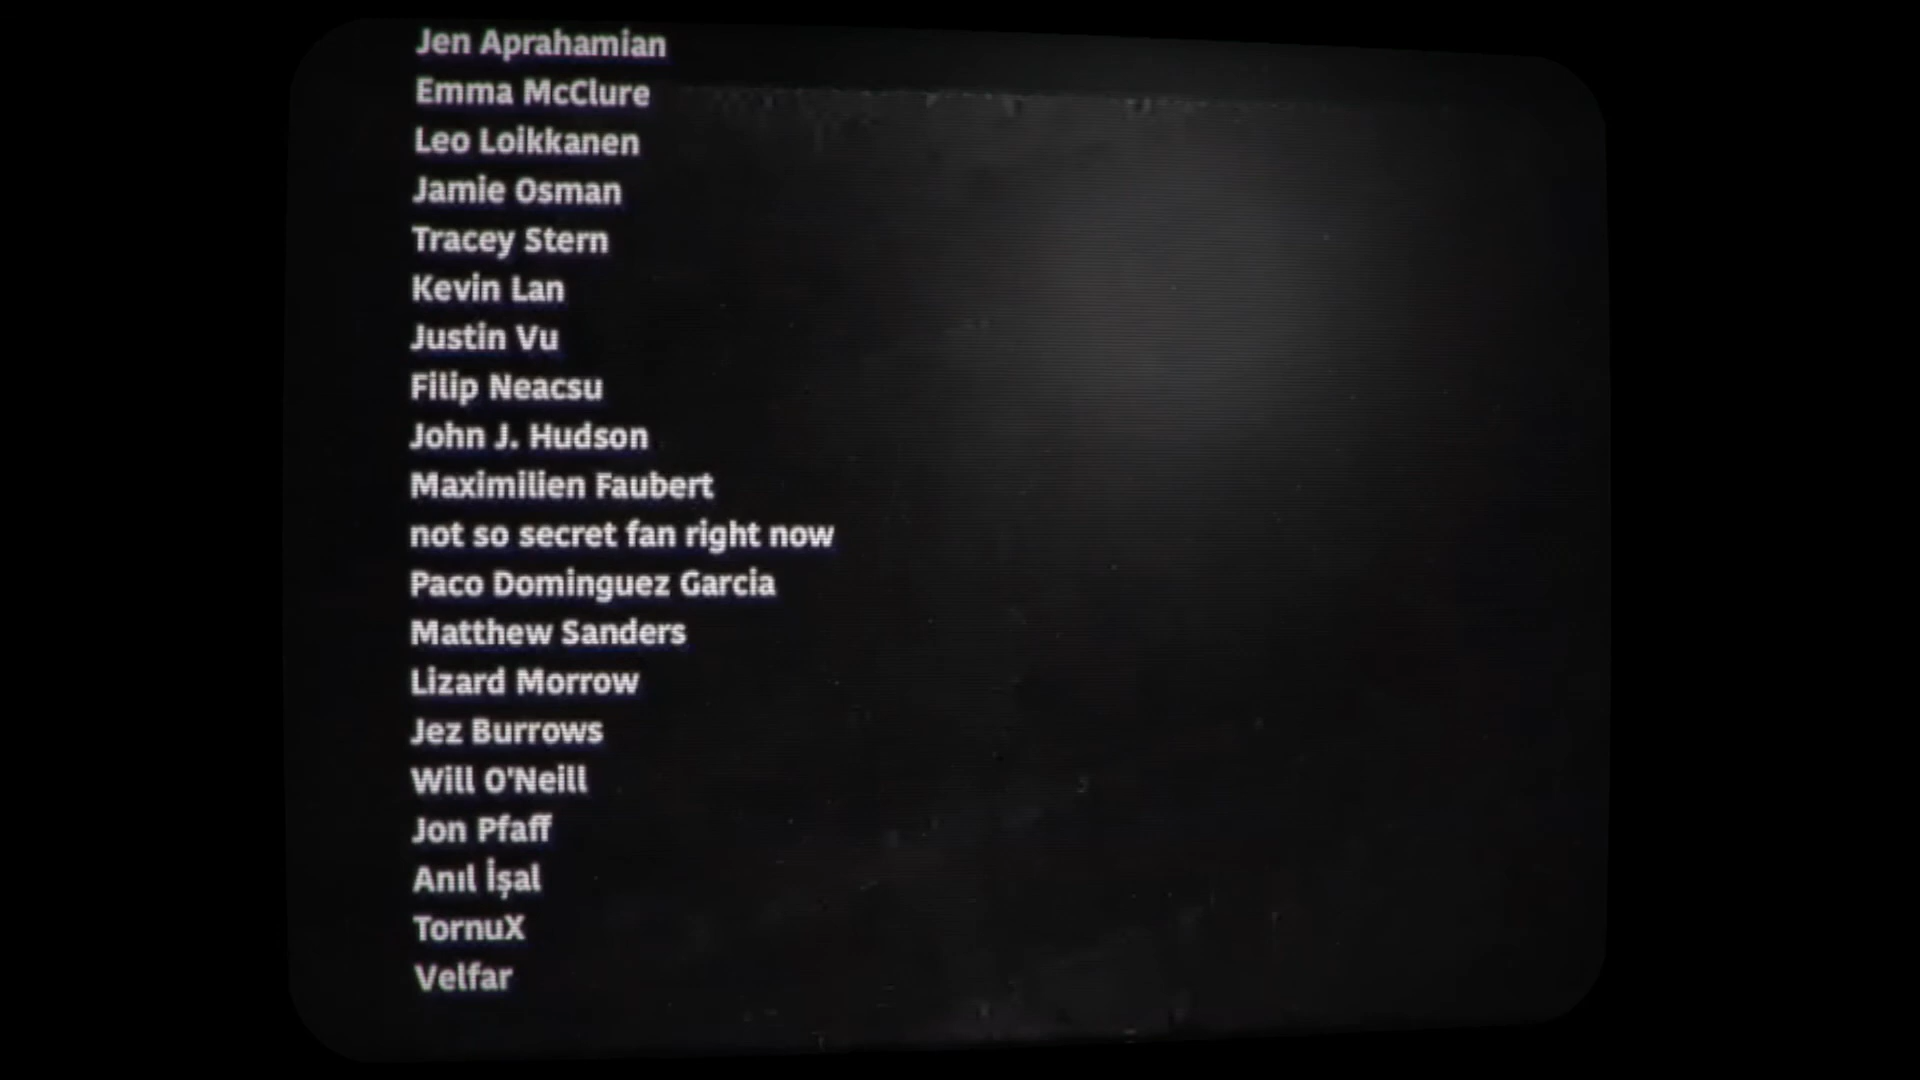 Jen Aprahamian
Emma McClure
Leo Loikkanen
Jamie Osman
Tracey Stern
Kevin Lan
Justin Vu
Filip Neacsu
John J. Hudson
Maximilien Faubert
not so secret fan right now
Paco Dominguez Garcia
Matthew Sanders
Lizard Morrow
Jez Burrows
Will O'Neill
Jon Pfaff
Anıl İşal
TornuX
Velfar